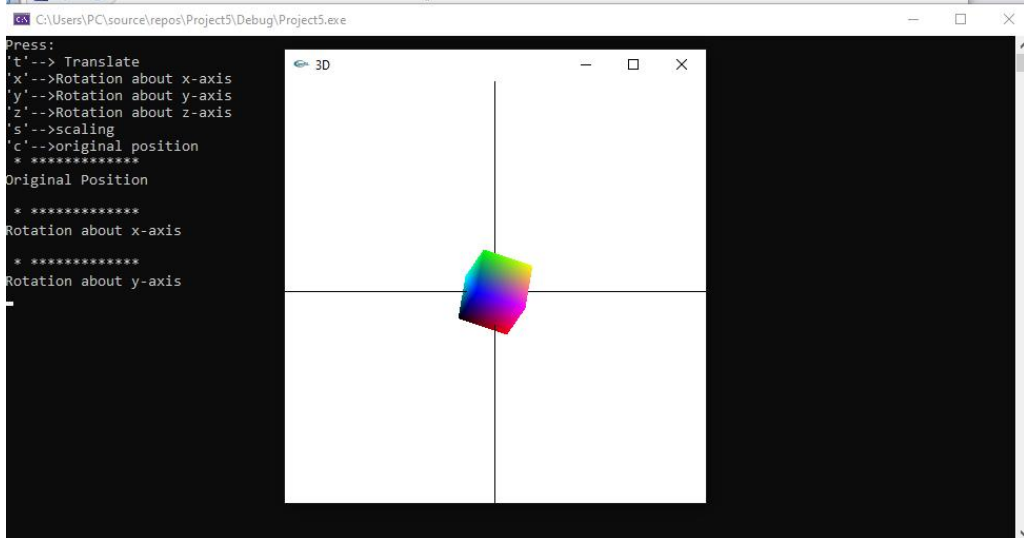 C:\Users\PC\source\repos\Project5\Debug\Project5.exe
Press:
't'--> Translate
'x'-->Rotation about x-axis
'y'-->Rotation about y-axis
'z'-->Rotation about z-axis
's'-->scaling
'c'-->original position
* *************
Original Position
* *************
Rotation about x-axis
* *************
Rotation about y-axis
3D